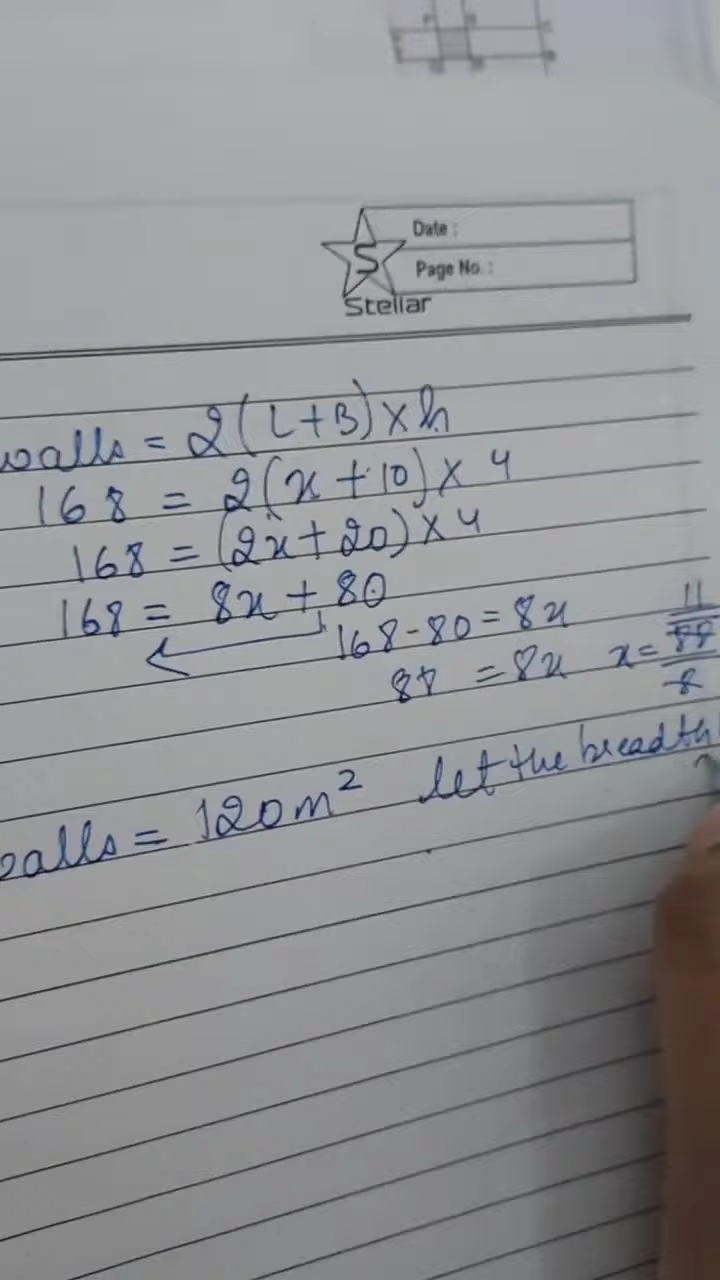 P
Date :
S
Page No. :
Stellar
walls = 2(L+B)×h
168 = 2(x+10)×4
168 = (2x+20)×4
168 = 8x+80
168-80 = 8x
88 = 8x x = 88/8 11
walls = 120m² let the breadth